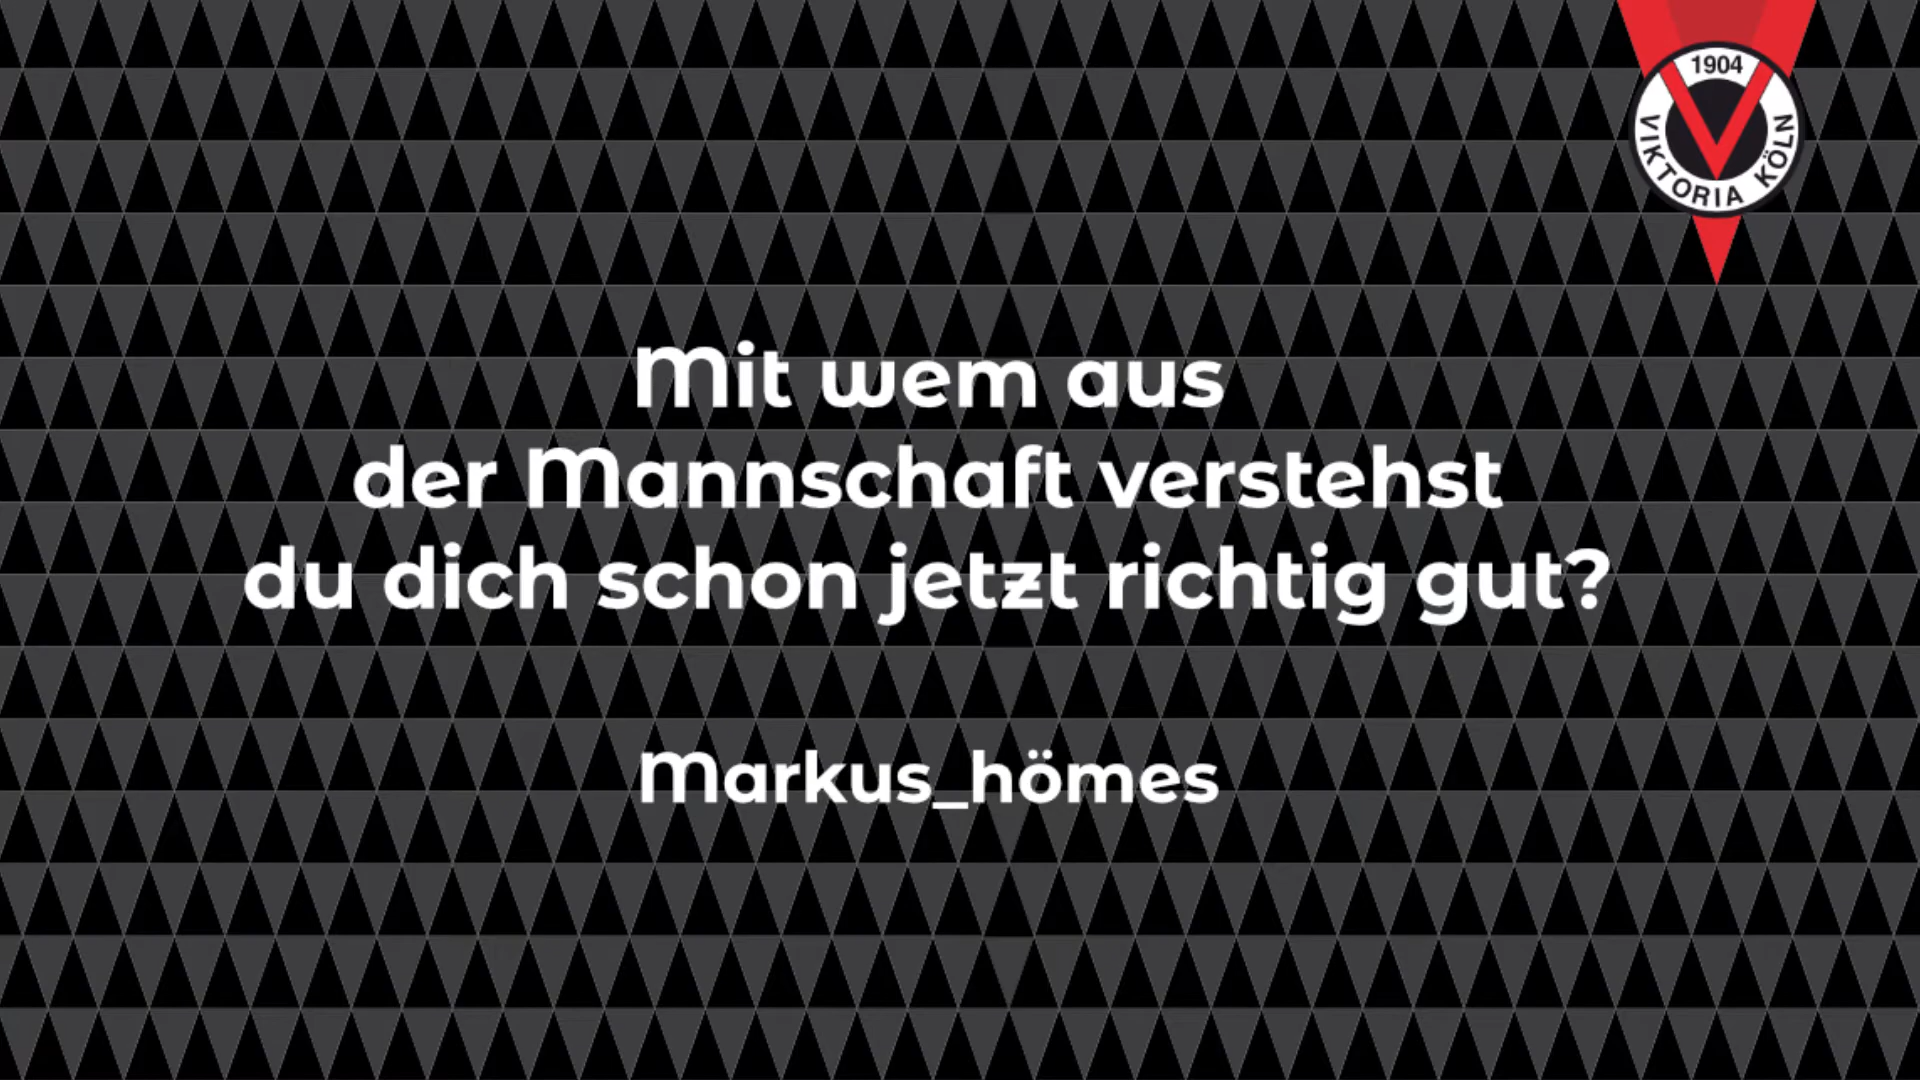 1904
VIKTORIA KÖLN
Mit wem aus
der Mannschaft verstehst
du dich schon jetzt richtig gut?
Markus_hömes